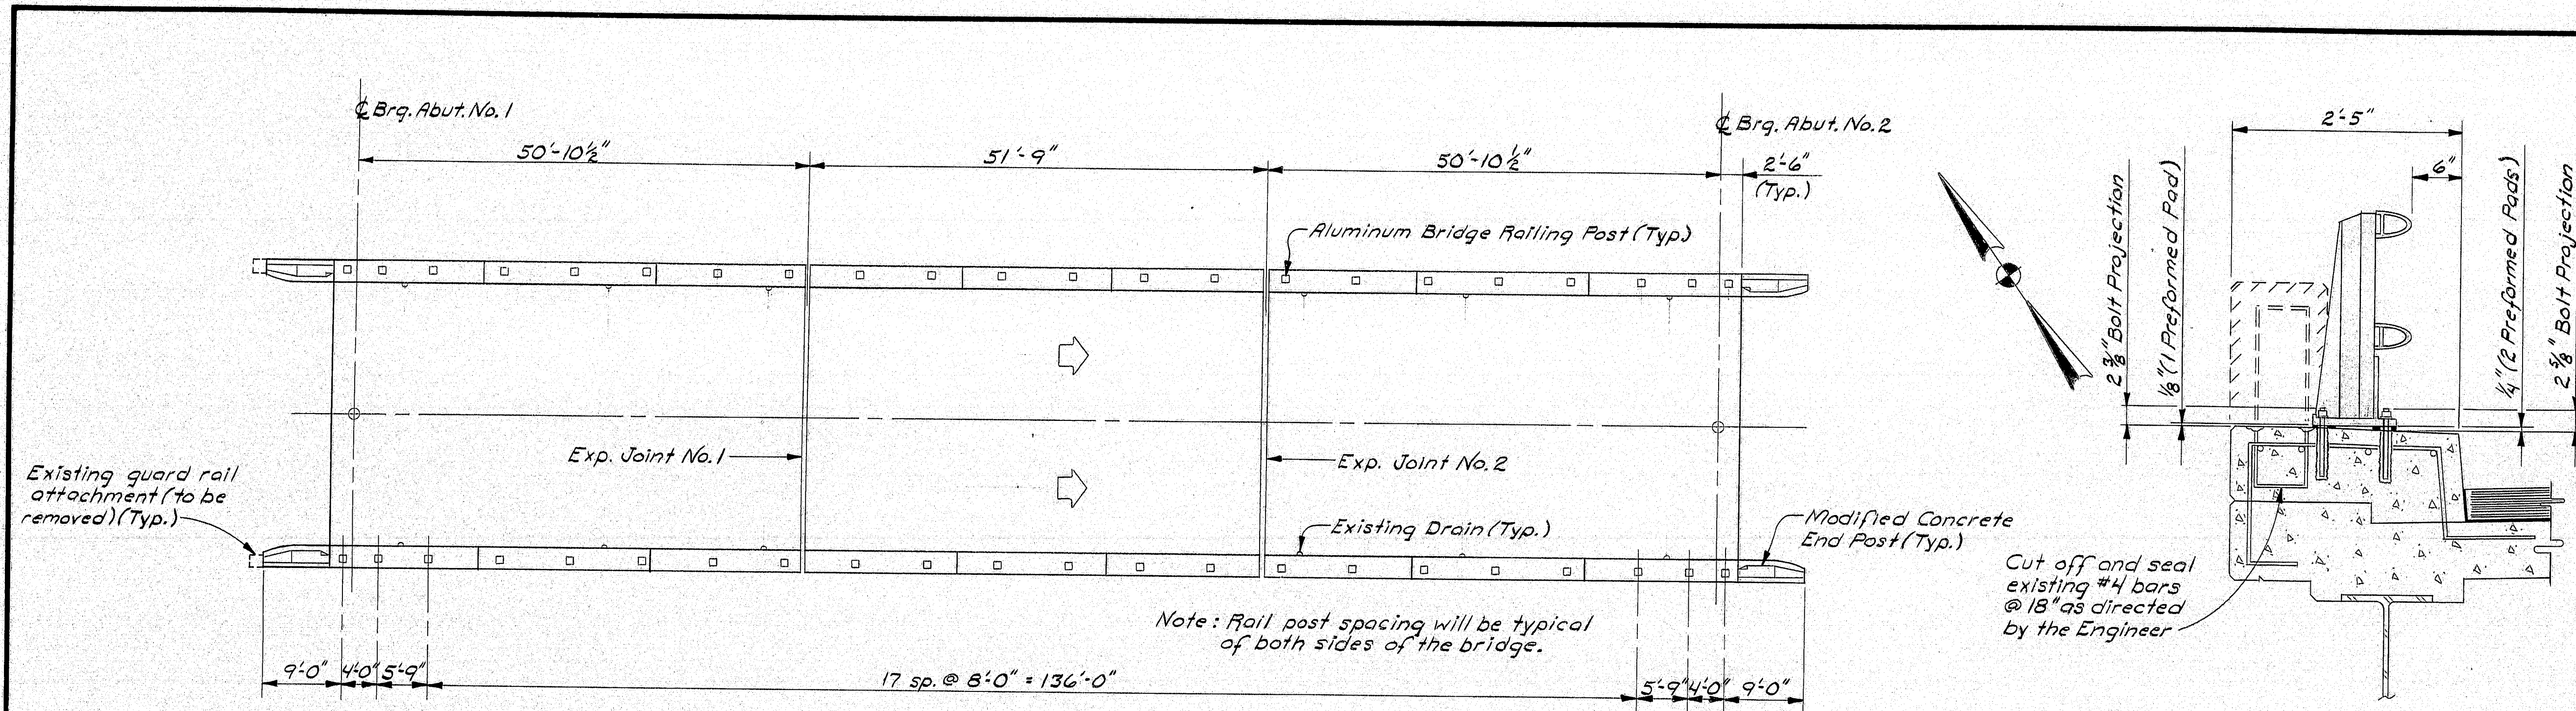 ℄ Brg. Abut. No. 1
℄ Brg. Abut. No. 2
50'-10½"
51'-9"
50'-10½"
2'-6"
(Typ.)
Aluminum Bridge Railing Post (Typ.)
Exp. Joint No. 1
Exp. Joint No. 2
Existing guard rail
attachment (to be
removed) (Typ.)
Existing Drain (Typ.)
Modified Concrete
End Post (Typ.)
Note: Rail post spacing will be typical
of both sides of the bridge.
9'-0"
4'-0"
5'-9"
17 sp. @ 8'-0" = 136'-0"
5'-9"
4'-0"
9'-0"
2'-5"
6"
2⅜" Bolt Projection
⅛" (1 Preformed Pad)
¼" (2 Preformed Pads)
2⅝" Bolt Projection
Cut off and seal
existing #4 bars
@ 18" as directed
by the Engineer